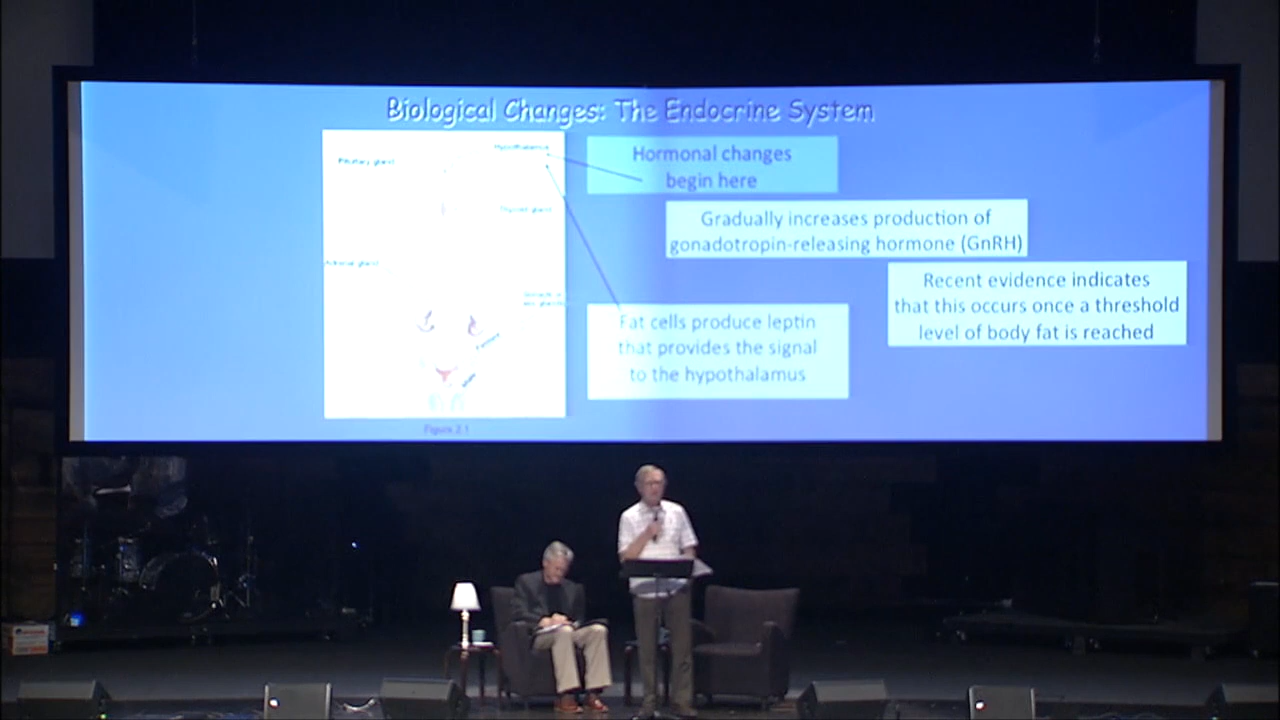 Biological Changes: The Endocrine System
Hypothalamus
Pituitary gland
Thyroid gland
Adrenal gland
Hormonal changes
begin here
Gradually increases production of
gonadotropin-releasing hormone (GnRH)
Recent evidence indicates
that this occurs once a threshold
level of body fat is reached
Fat cells produce leptin
that provides the signal
to the hypothalamus
Figure 2.1